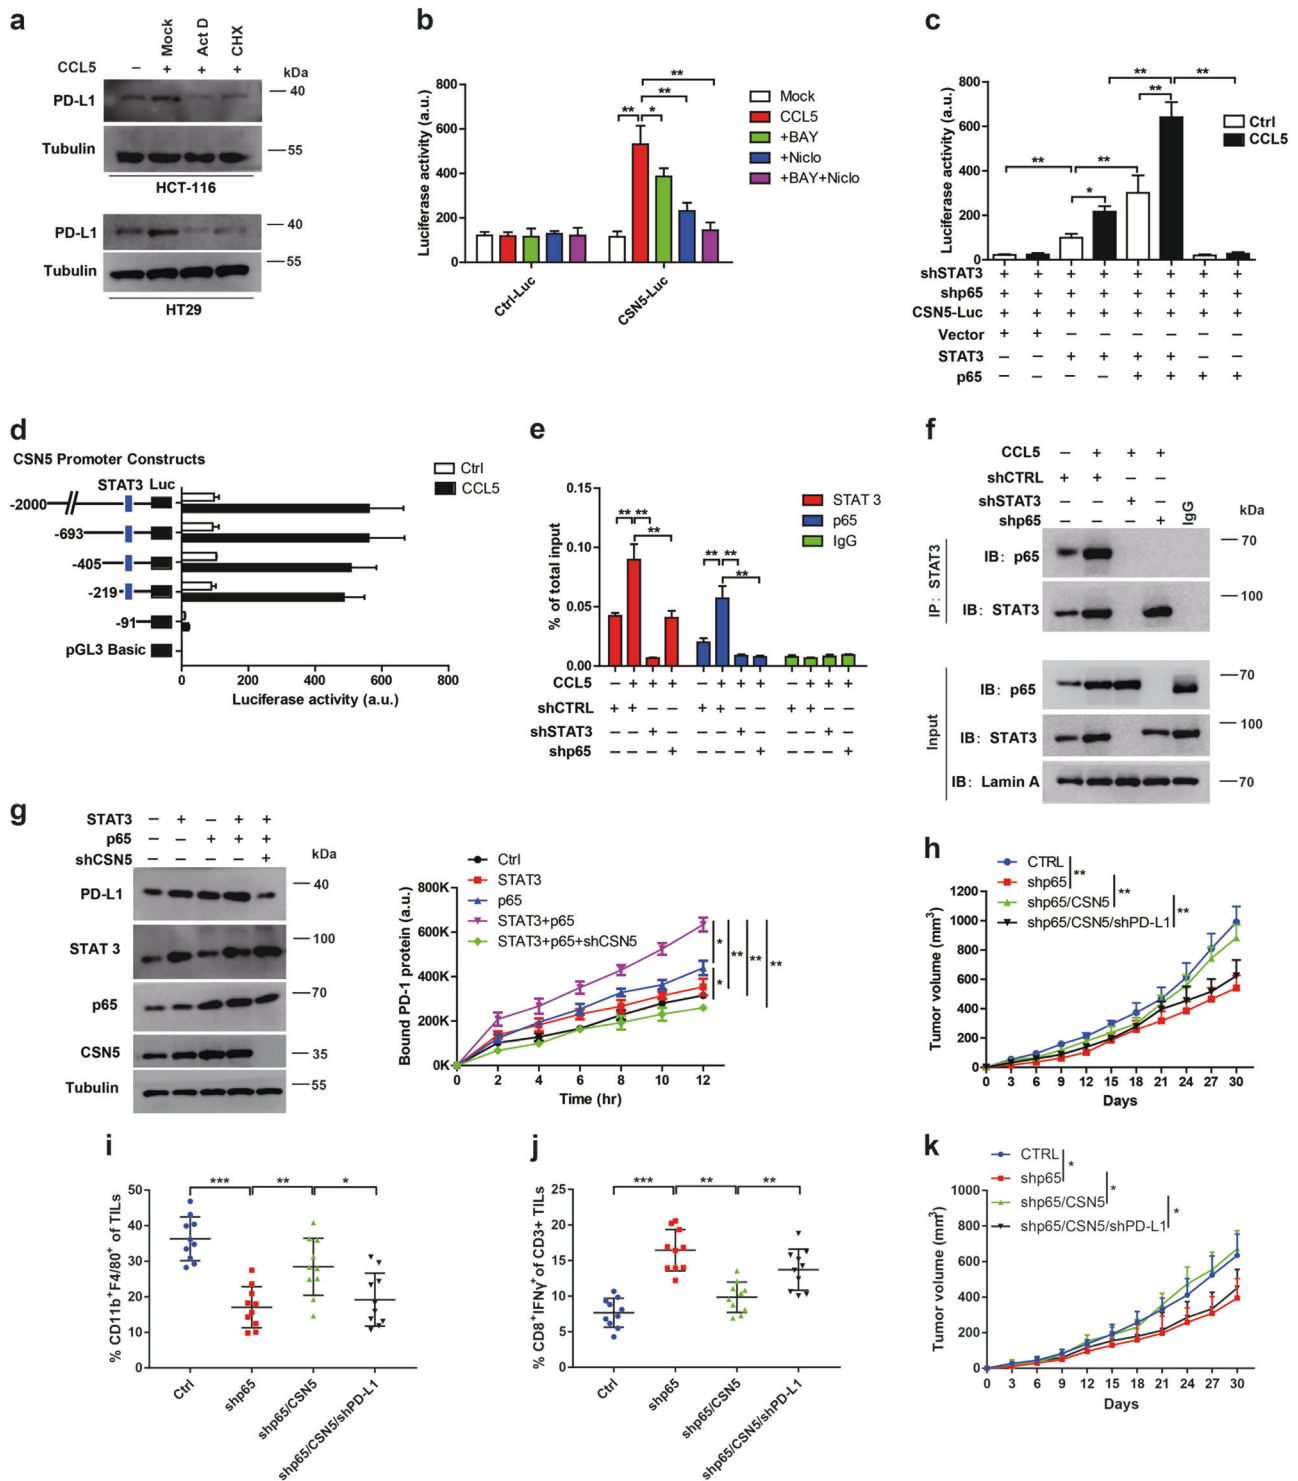 a
Mock
Act D
CHX
CCL5 – + + +
kDa
PD-L1
40
Tubulin
55
HCT-116
PD-L1
40
Tubulin
55
HT29
b
Luciferase activity (a.u.)
800
600
400
200
0
** *
**
**
Ctrl-Luc
CSN5-Luc
Mock
CCL5
+BAY
+Niclo
+BAY+Niclo
c
Luciferase activity (a.u.)
800
600
400
200
0
** **
**
** **
*
Ctrl
CCL5
shSTAT3 + + + + + + + +
shp65 + + + + + + + +
CSN5-Luc + + + + + + + +
Vector + + – – – – – –
STAT3 – – + + + + – –
p65 – – – – + + + +
d
CSN5 Promoter Constructs
STAT3 Luc
-2000
-693
-405
-219
-91
pGL3 Basic
0 200 400 600 800
Luciferase activity (a.u.)
Ctrl
CCL5
e
% of total input
0.15
0.10
0.05
0.00
** **
**
** **
**
STAT 3
p65
IgG
CCL5 – + + + – + + + – + + +
shCTRL + + – – + + – – + + – –
shSTAT3 – – + – – – + – – – + –
shp65 – – – + – – – + – – – +
f
CCL5 – + + +
shCTRL + + – –
shSTAT3 – – + –
shp65 – – – +
IgG
kDa
IP: STAT3
IB: p65
70
IB: STAT3
100
Input
IB: p65
70
IB: STAT3
100
IB: Lamin A
70
g
STAT3 – + – + +
p65 – – + + +
shCSN5 – – – – +
kDa
PD-L1
40
STAT 3
100
p65
70
CSN5
35
Tubulin
55
Bound PD-1 protein (a.u.)
800K
600K
400K
200K
0K
0 2 4 6 8 10 12
Time (hr)
Ctrl
STAT3
p65
STAT3+p65
STAT3+p65+shCSN5
*
*
**
**
**
h
CTRL
shp65
shp65/CSN5
shp65/CSN5/shPD-L1
**
**
**
Tumor volume (mm³)
1200
1000
800
600
400
200
0
0 3 6 9 12 15 18 21 24 27 30
Days
i
% CD11b⁺F4/80⁺ of TILs
50
40
30
20
10
0
*** ** *
Ctrl
shp65
shp65/CSN5
shp65/CSN5/shPD-L1
j
% CD8⁺IFNγ⁺ of CD3+ TILs
25
20
15
10
5
0
*** ** **
Ctrl
shp65
shp65/CSN5
shp65/CSN5/shPD-L1
k
CTRL
shp65
shp65/CSN5
shp65/CSN5/shPD-L1
*
*
*
Tumor volume (mm³)
1000
800
600
400
200
0
0 3 6 9 12 15 18 21 24 27 30
Days